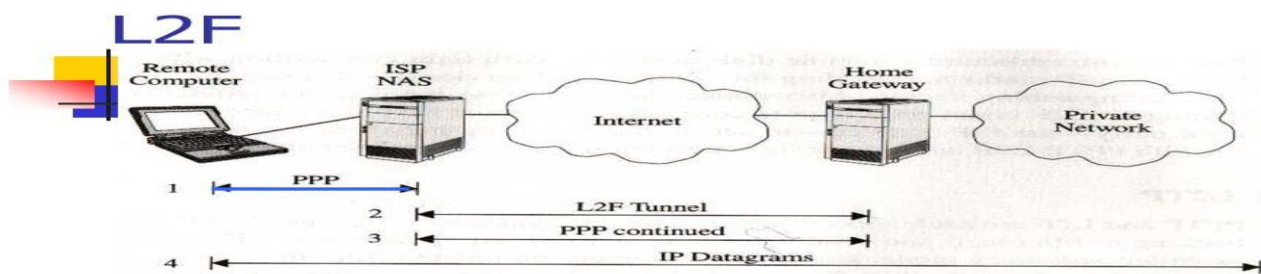 L2F
Remote
Computer
ISP
NAS
Internet
Home
Gateway
Private
Network
1 PPP
2 L2F Tunnel
3 PPP continued
4 IP Datagrams